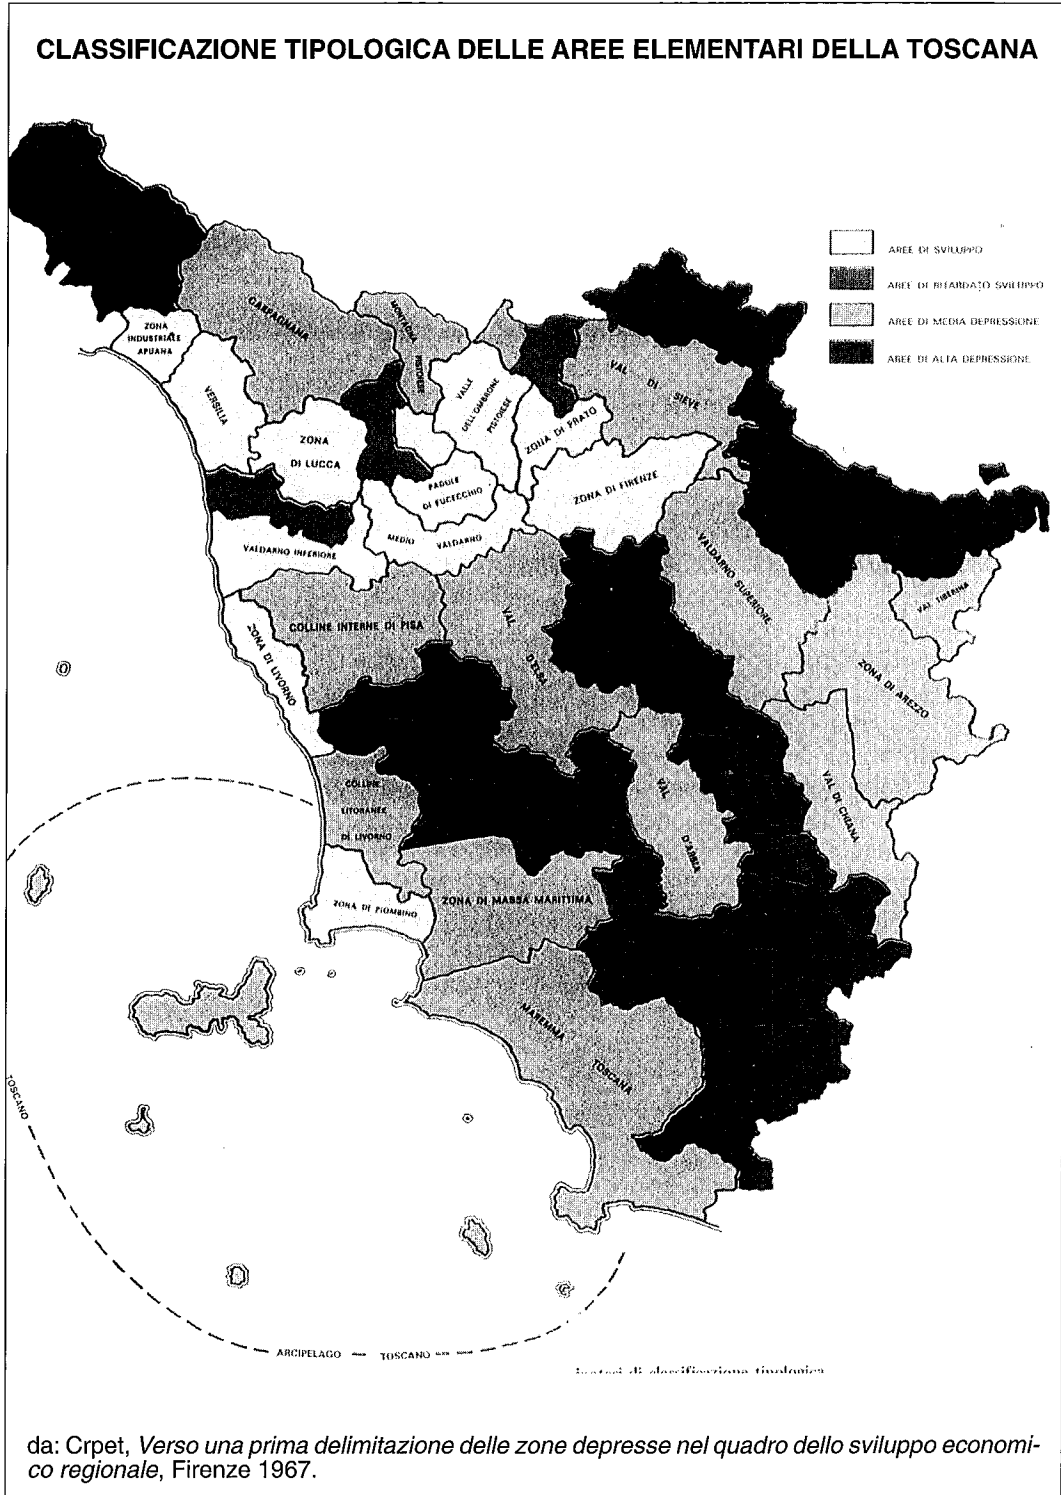 CLASSIFICAZIONE TIPOLOGICA DELLE AREE ELEMENTARI DELLA TOSCANA
AREE DI SVILUPPO
AREE DI RITARDATO SVILUPPO
AREE DI MEDIA DEPRESSIONE
AREE DI ALTA DEPRESSIONE
GARFAGNANA
MONTAGNA
PISTOIESE
ZONA
INDUSTRIALE
APUANA
VERSILIA
VALLE
DELL'OMBRONE
PISTOIESE
VAL DI SIEVE
ZONA DI PRATO
ZONA
DI LUCCA
PADULE
DI FUCECCHIO
ZONA DI FIRENZE
MEDIO VALDARNO
VALDARNO INFERIORE
VALDARNO SUPERIORE
VAL TIBERINA
COLLINE INTERNE DI PISA
VAL
D'ELSA
ZONA DI LIVORNO
ZONA DI AREZZO
COLLINE
LITORANEE
DI LIVORNO
VAL
D'ARBIA
VAL DI CHIANA
ZONA DI PIOMBINO
ZONA DI MASSA MARITTIMA
MAREMMA
TOSCANA
TOSCANO
ARCIPELAGO — TOSCANO
Ipotesi di classificazione tipologica
da: Crpet, Verso una prima delimitazione delle zone depresse nel quadro dello sviluppo economi-
co regionale, Firenze 1967.